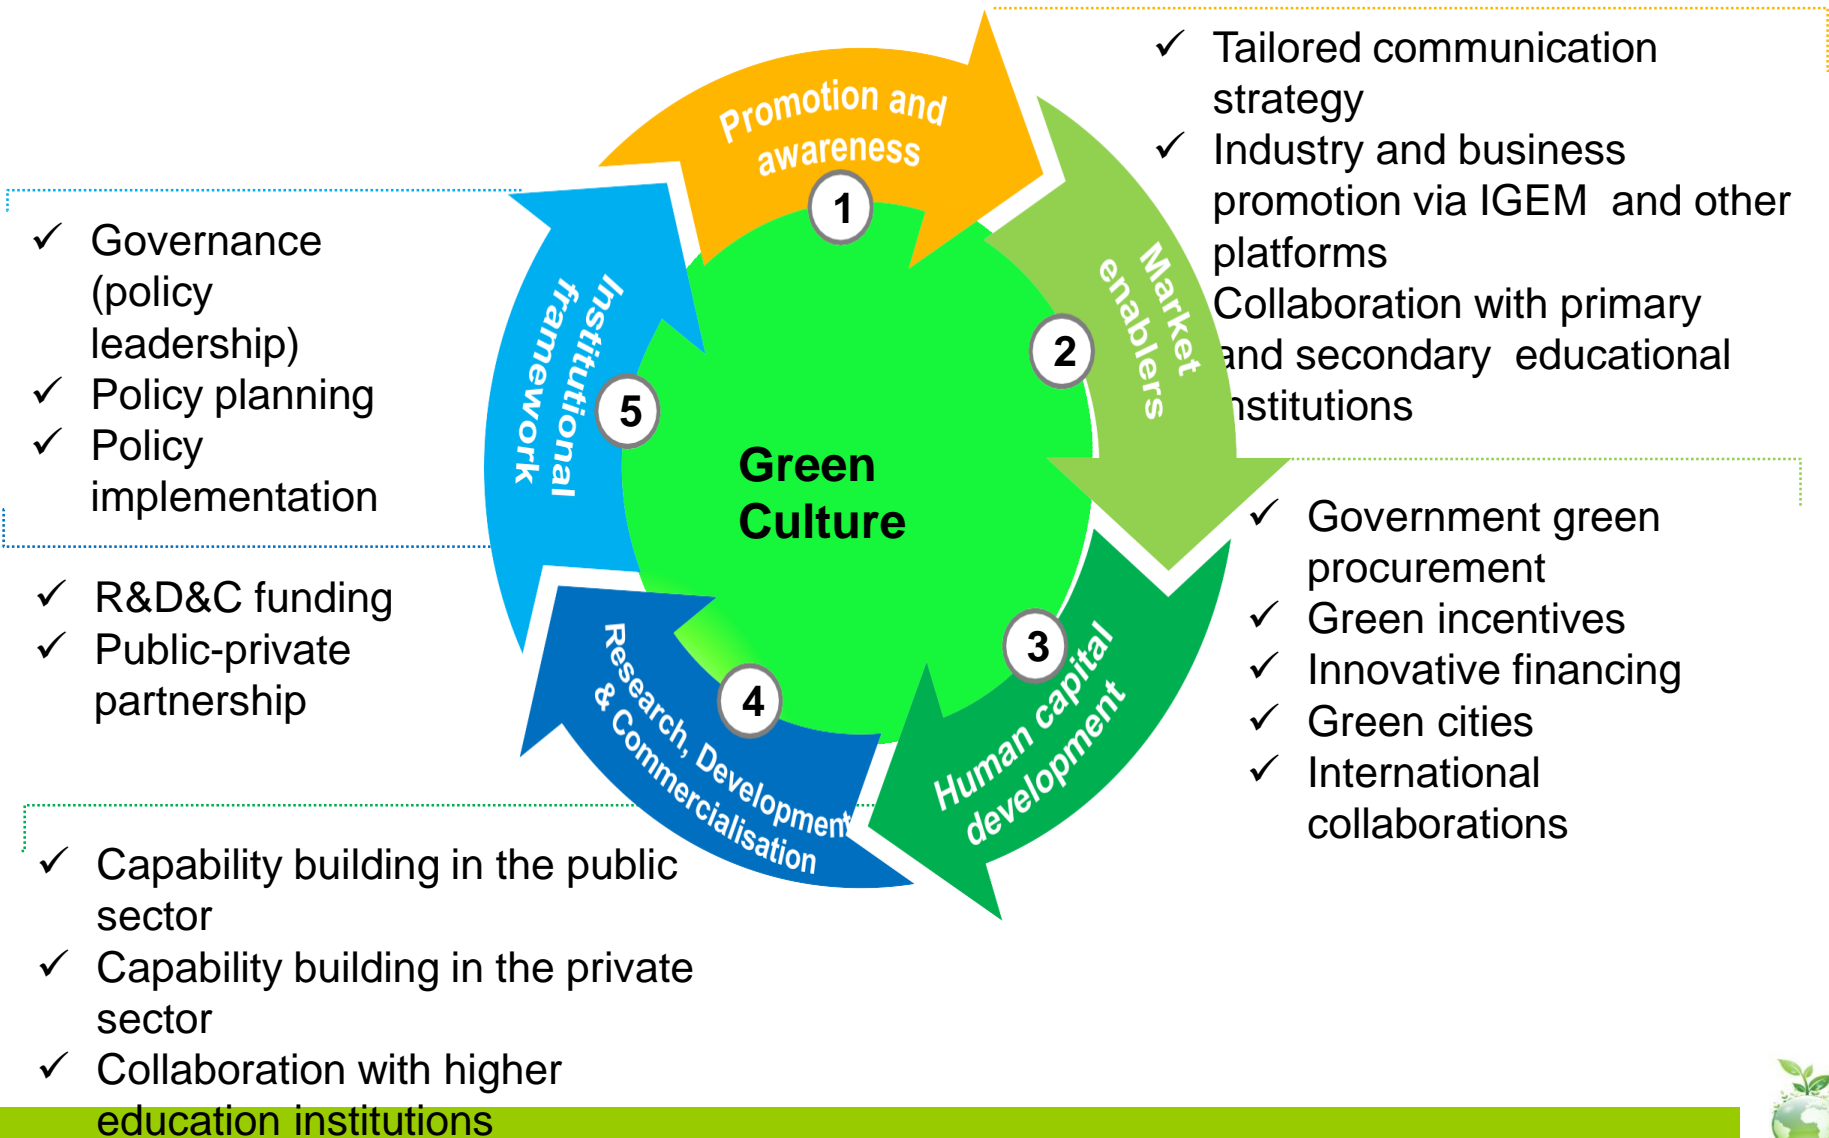 Promotion and
awareness
1
✓ Tailored communication
strategy
✓ Industry and business
promotion via IGEM and other
platforms
Collaboration with primary
and secondary educational
institutions
Market
enablers
2
✓ Government green
procurement
✓ Green incentives
✓ Innovative financing
✓ Green cities
✓ International
collaborations
Human capital
development
3
✓ Capability building in the public
sector
✓ Capability building in the private
sector
✓ Collaboration with higher
education institutions
Research, Development
& Commercialisation
4
✓ R&D&C funding
✓ Public-private
partnership
Institutional
framework
5
✓ Governance
(policy
leadership)
✓ Policy planning
✓ Policy
implementation
Green
Culture